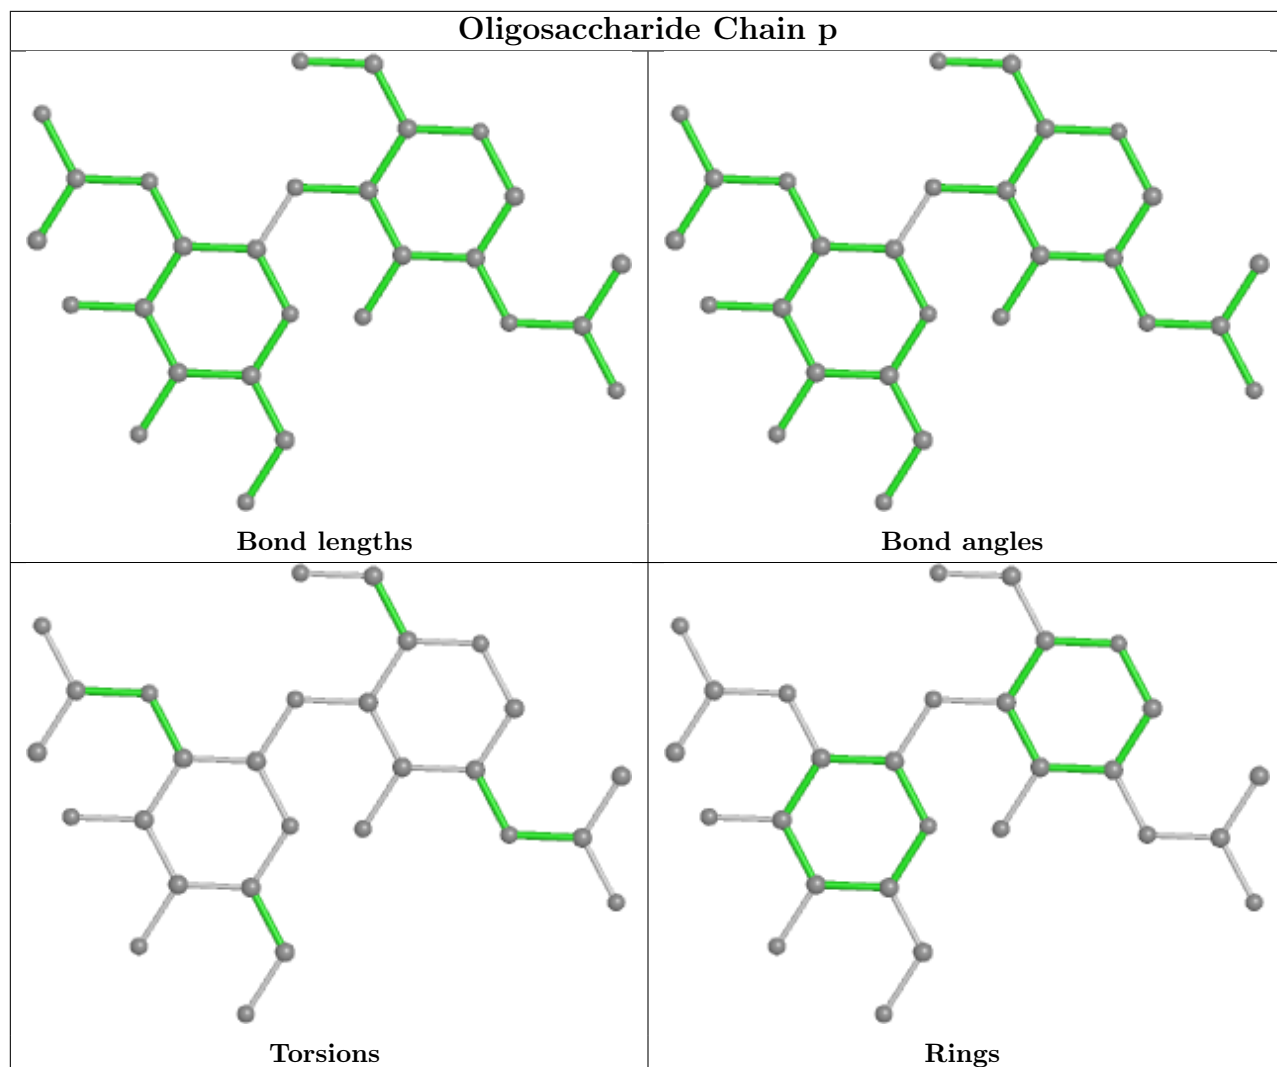 Oligosaccharide Chain p
Bond lengths
Bond angles
Torsions
Rings